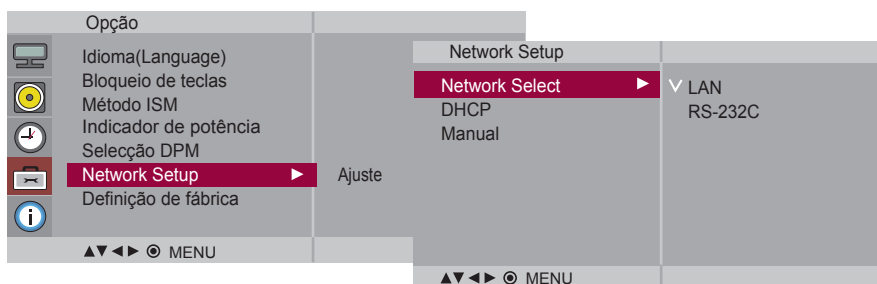 Opção
Idioma(Language)
Bloqueio de teclas
Método ISM
Indicador de potência
Selecção DPM
Network Setup ► Ajuste
Definição de fábrica
▲▼◄► ◉ MENU
Network Setup
Network Select ► ✓ LAN
DHCP RS-232C
Manual
▲▼◄► ◉ MENU